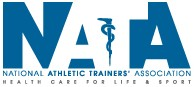 NATA
NATIONAL ATHLETIC TRAINERS' ASSOCIATION
HEALTH CARE FOR LIFE & SPORT